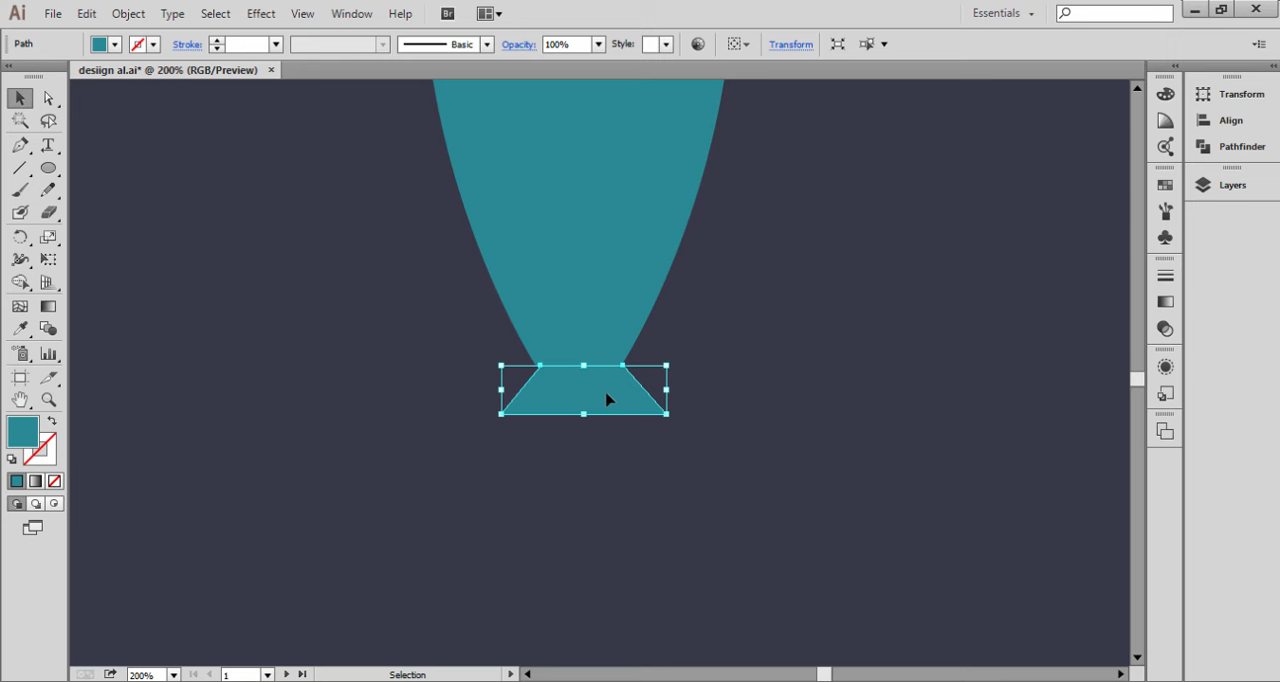 Ai File Edit Object Type Select Effect View Window Help Br Essentials
Path Stroke: Basic Opacity: 100% Style: Transform
desiign al.ai* @ 200% (RGB/Preview) ×
Transform
Align
Pathfinder
Layers
200% 1 Selection